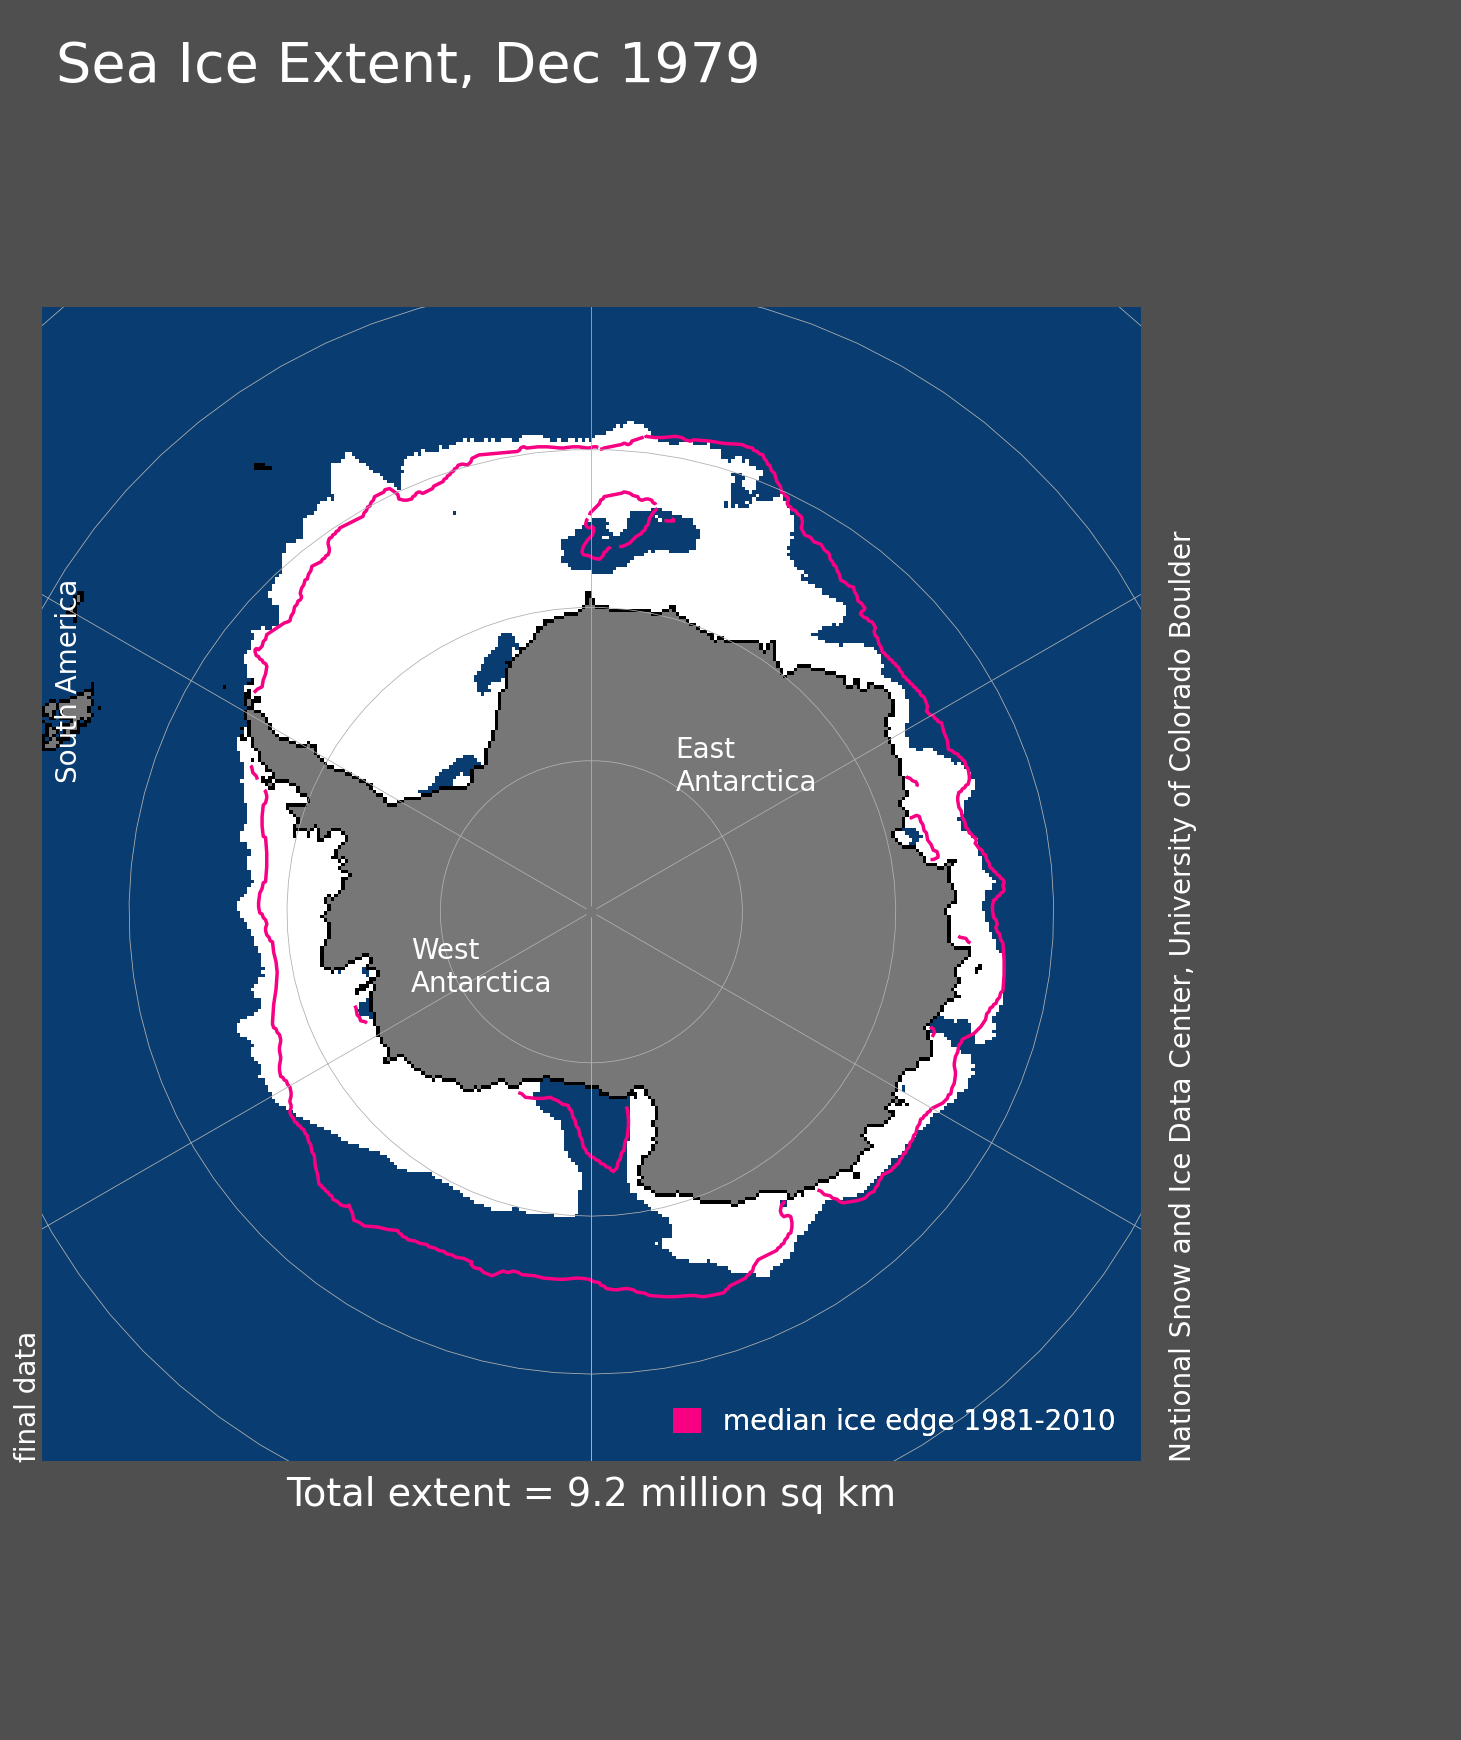 Sea Ice Extent, Dec 1979
South America
East
Antarctica
West
Antarctica
National Snow and Ice Data Center, University of Colorado Boulder
final data
median ice edge 1981-2010
Total extent = 9.2 million sq km